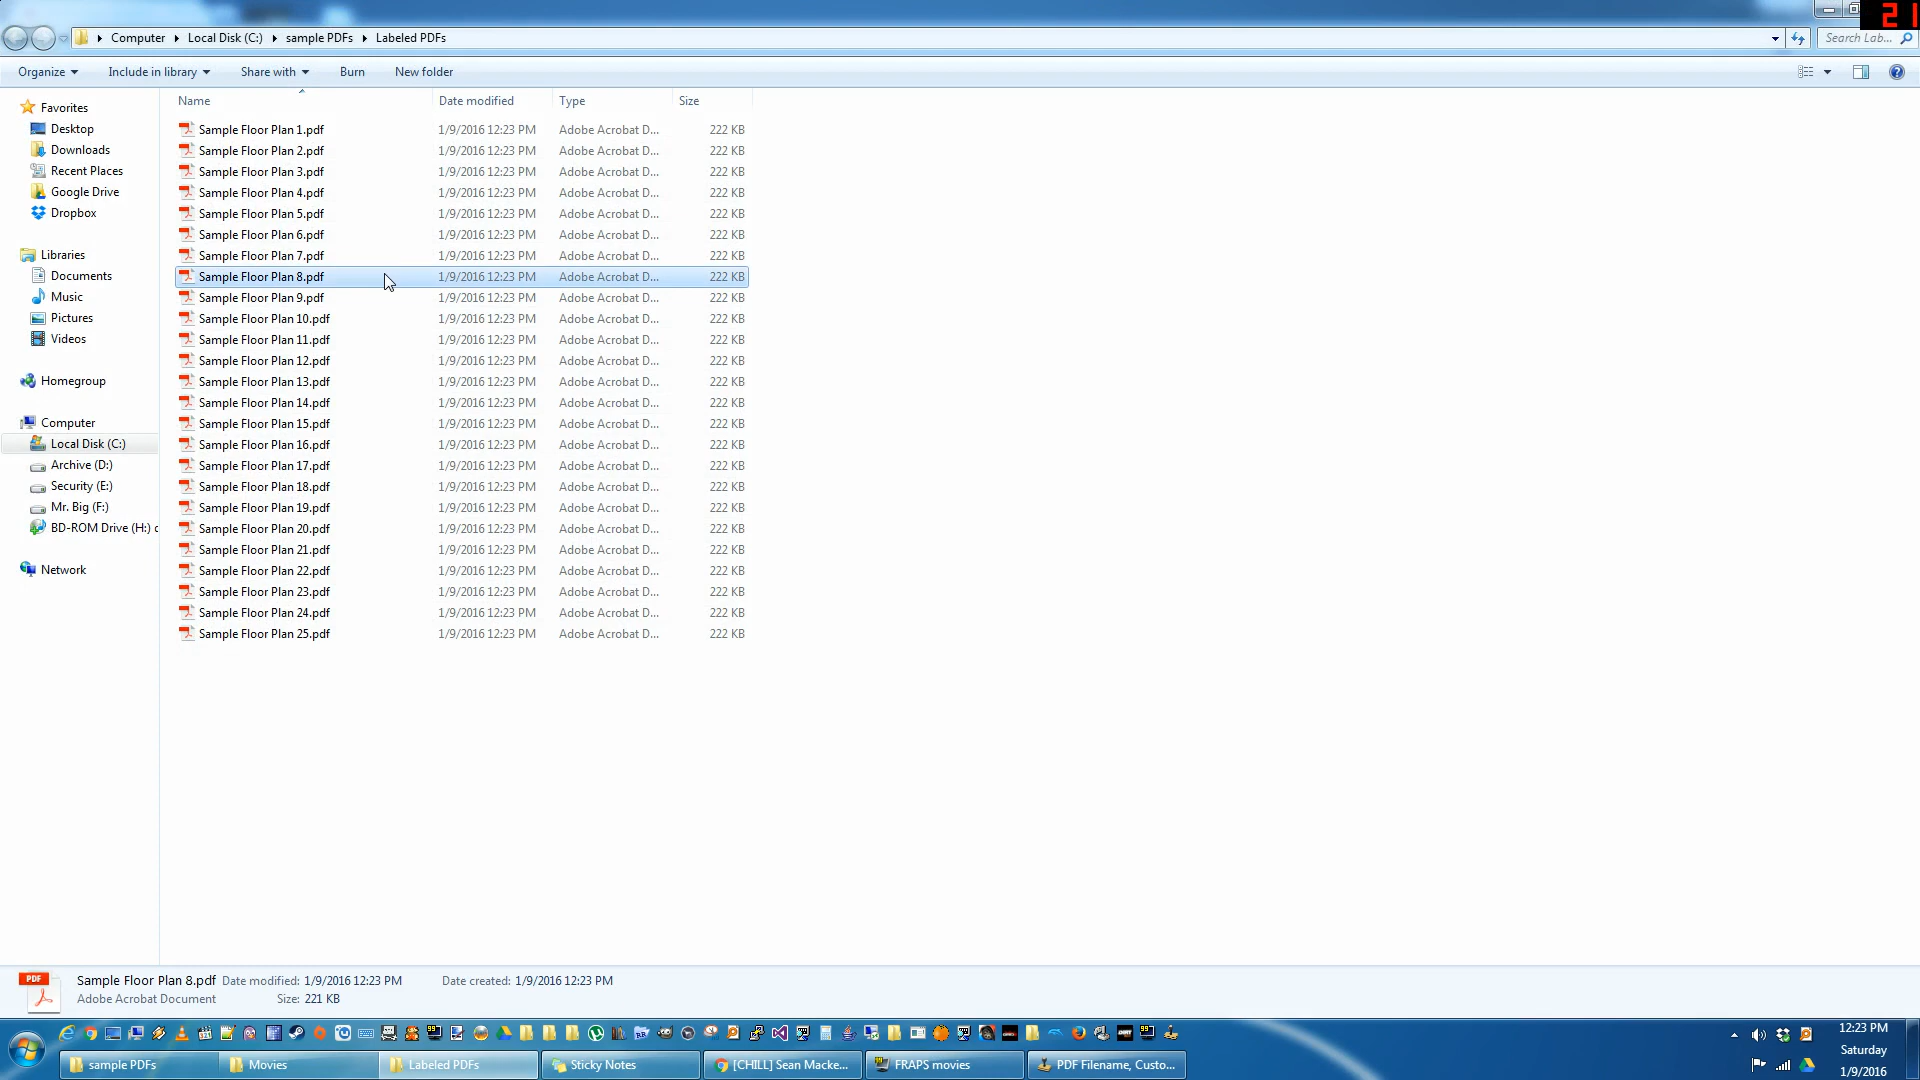 21
Computer Local Disk (C:) sample PDFs Labeled PDFs Search Lab...
Organize Include in library Share with Burn New folder
Name Date modified Type Size
Favorites
Desktop
Downloads
Recent Places
Google Drive
Dropbox
Libraries
Documents
Music
Pictures
Videos
Homegroup
Computer
Local Disk (C:)
Archive (D:)
Security (E:)
Mr. Big (F:)
BD-ROM Drive (H:) c
Network
Sample Floor Plan 1.pdf 1/9/2016 12:23 PM Adobe Acrobat D... 222 KB
Sample Floor Plan 2.pdf 1/9/2016 12:23 PM Adobe Acrobat D... 222 KB
Sample Floor Plan 3.pdf 1/9/2016 12:23 PM Adobe Acrobat D... 222 KB
Sample Floor Plan 4.pdf 1/9/2016 12:23 PM Adobe Acrobat D... 222 KB
Sample Floor Plan 5.pdf 1/9/2016 12:23 PM Adobe Acrobat D... 222 KB
Sample Floor Plan 6.pdf 1/9/2016 12:23 PM Adobe Acrobat D... 222 KB
Sample Floor Plan 7.pdf 1/9/2016 12:23 PM Adobe Acrobat D... 222 KB
Sample Floor Plan 8.pdf 1/9/2016 12:23 PM Adobe Acrobat D... 222 KB
Sample Floor Plan 9.pdf 1/9/2016 12:23 PM Adobe Acrobat D... 222 KB
Sample Floor Plan 10.pdf 1/9/2016 12:23 PM Adobe Acrobat D... 222 KB
Sample Floor Plan 11.pdf 1/9/2016 12:23 PM Adobe Acrobat D... 222 KB
Sample Floor Plan 12.pdf 1/9/2016 12:23 PM Adobe Acrobat D... 222 KB
Sample Floor Plan 13.pdf 1/9/2016 12:23 PM Adobe Acrobat D... 222 KB
Sample Floor Plan 14.pdf 1/9/2016 12:23 PM Adobe Acrobat D... 222 KB
Sample Floor Plan 15.pdf 1/9/2016 12:23 PM Adobe Acrobat D... 222 KB
Sample Floor Plan 16.pdf 1/9/2016 12:23 PM Adobe Acrobat D... 222 KB
Sample Floor Plan 17.pdf 1/9/2016 12:23 PM Adobe Acrobat D... 222 KB
Sample Floor Plan 18.pdf 1/9/2016 12:23 PM Adobe Acrobat D... 222 KB
Sample Floor Plan 19.pdf 1/9/2016 12:23 PM Adobe Acrobat D... 222 KB
Sample Floor Plan 20.pdf 1/9/2016 12:23 PM Adobe Acrobat D... 222 KB
Sample Floor Plan 21.pdf 1/9/2016 12:23 PM Adobe Acrobat D... 222 KB
Sample Floor Plan 22.pdf 1/9/2016 12:23 PM Adobe Acrobat D... 222 KB
Sample Floor Plan 23.pdf 1/9/2016 12:23 PM Adobe Acrobat D... 222 KB
Sample Floor Plan 24.pdf 1/9/2016 12:23 PM Adobe Acrobat D... 222 KB
Sample Floor Plan 25.pdf 1/9/2016 12:23 PM Adobe Acrobat D... 222 KB
PDF
Sample Floor Plan 8.pdf Date modified: 1/9/2016 12:23 PM Date created: 1/9/2016 12:23 PM
Adobe Acrobat Document Size: 221 KB
sample PDFs Movies Labeled PDFs Sticky Notes [CHILL] Sean Macke... FRAPS movies PDF Filename, Custo...
12:23 PM
Saturday
1/9/2016